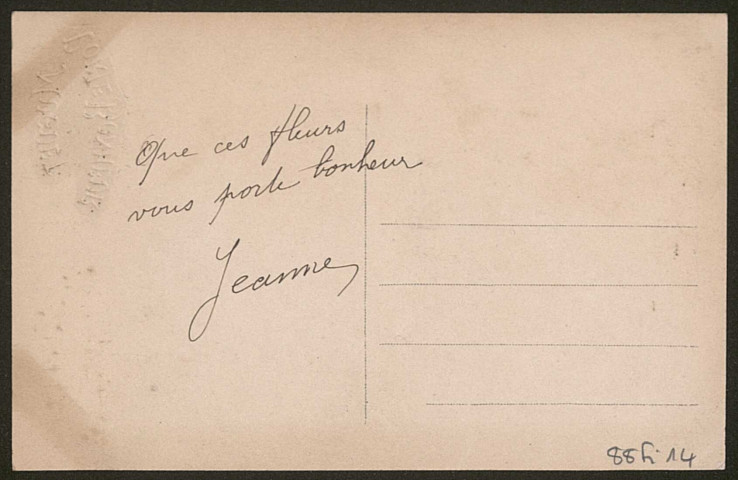 Que ces fleurs
vous porte bonheur
Jeanne
88Fi 14